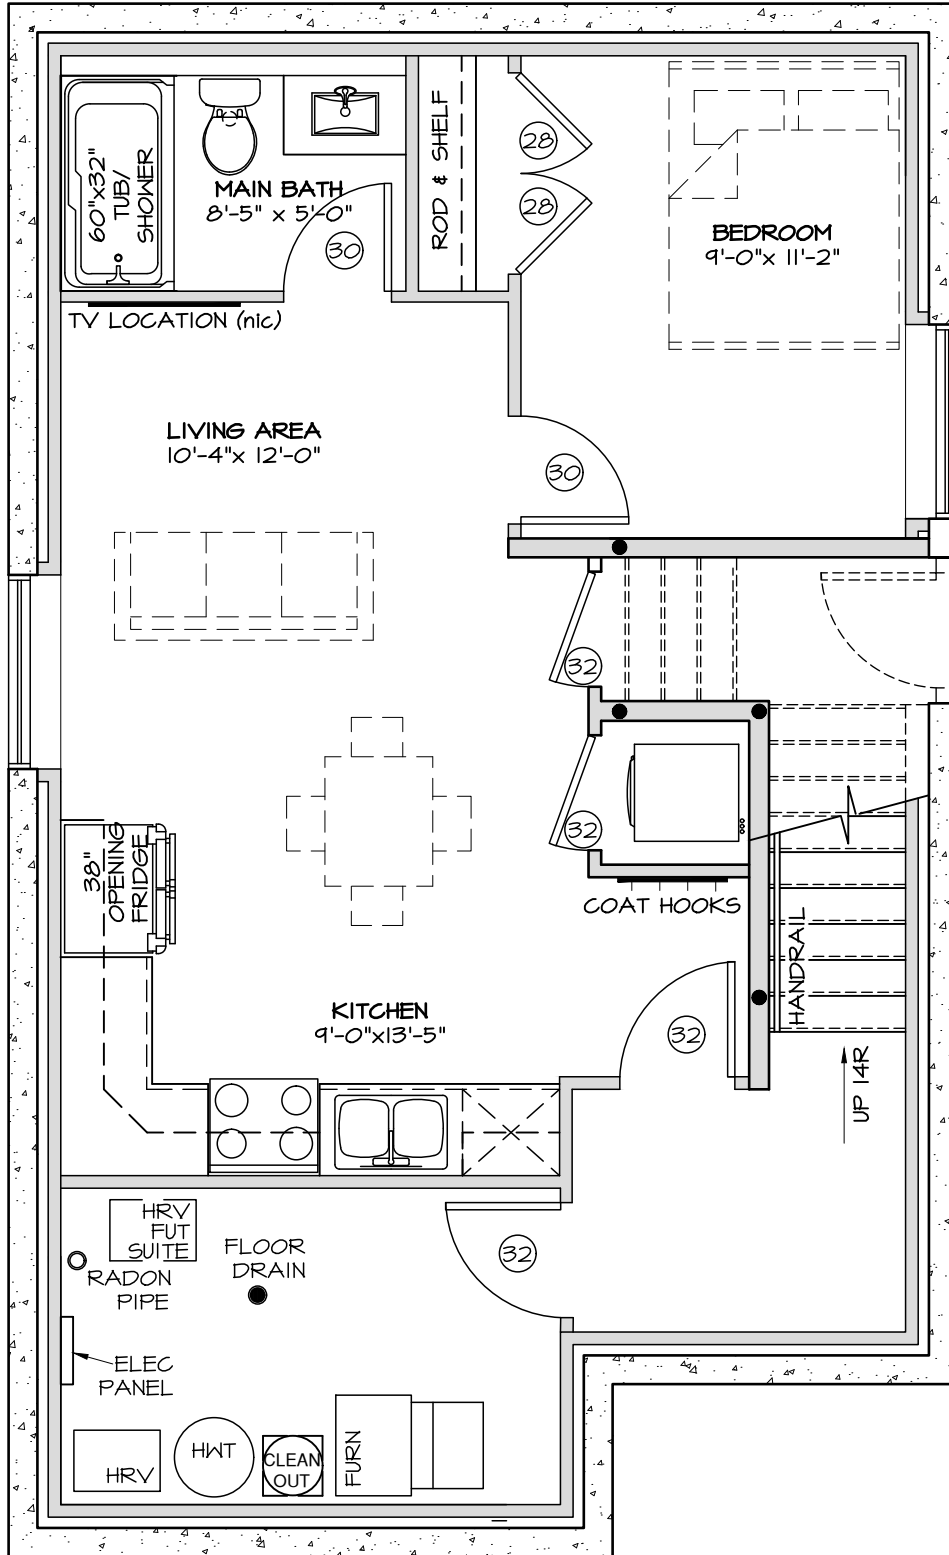 60"x32"
TUB/
SHOWER
MAIN BATH
8'-5" x 5'-0"
30
ROD & SHELF
28
28
BEDROOM
9'-0"x 11'-2"
TV LOCATION (nic)
LIVING AREA
10'-4"x 12'-0"
30
32
32
38"
OPENING
FRIDGE
COAT HOOKS
HANDRAIL
KITCHEN
9'-0"x13'-5"
32
UP 14R
HRV
FUT
SUITE
FLOOR
DRAIN
32
RADON
PIPE
ELEC
PANEL
HRV
HWT
CLEAN
OUT
FURN